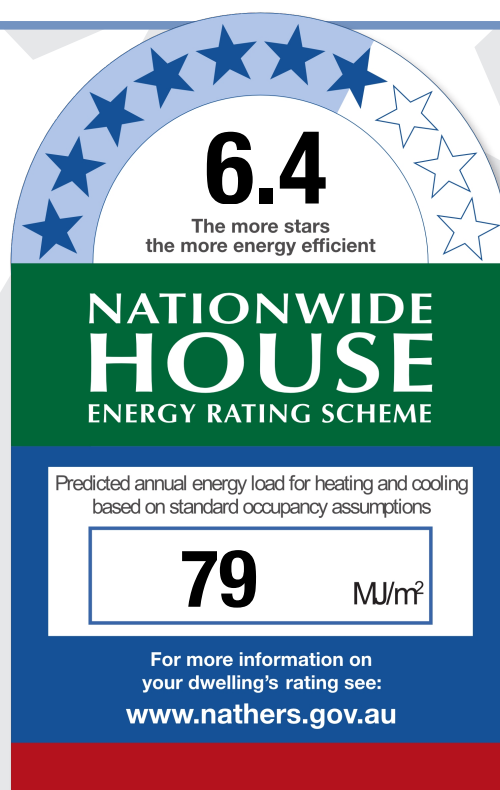 6.4
The more stars
the more energy efficient
NATIONWIDE
HOUSE
ENERGY RATING SCHEME
Predicted annual energy load for heating and cooling
based on standard occupancy assumptions
79 MJ/m²
For more information on
your dwelling's rating see:
www.nathers.gov.au